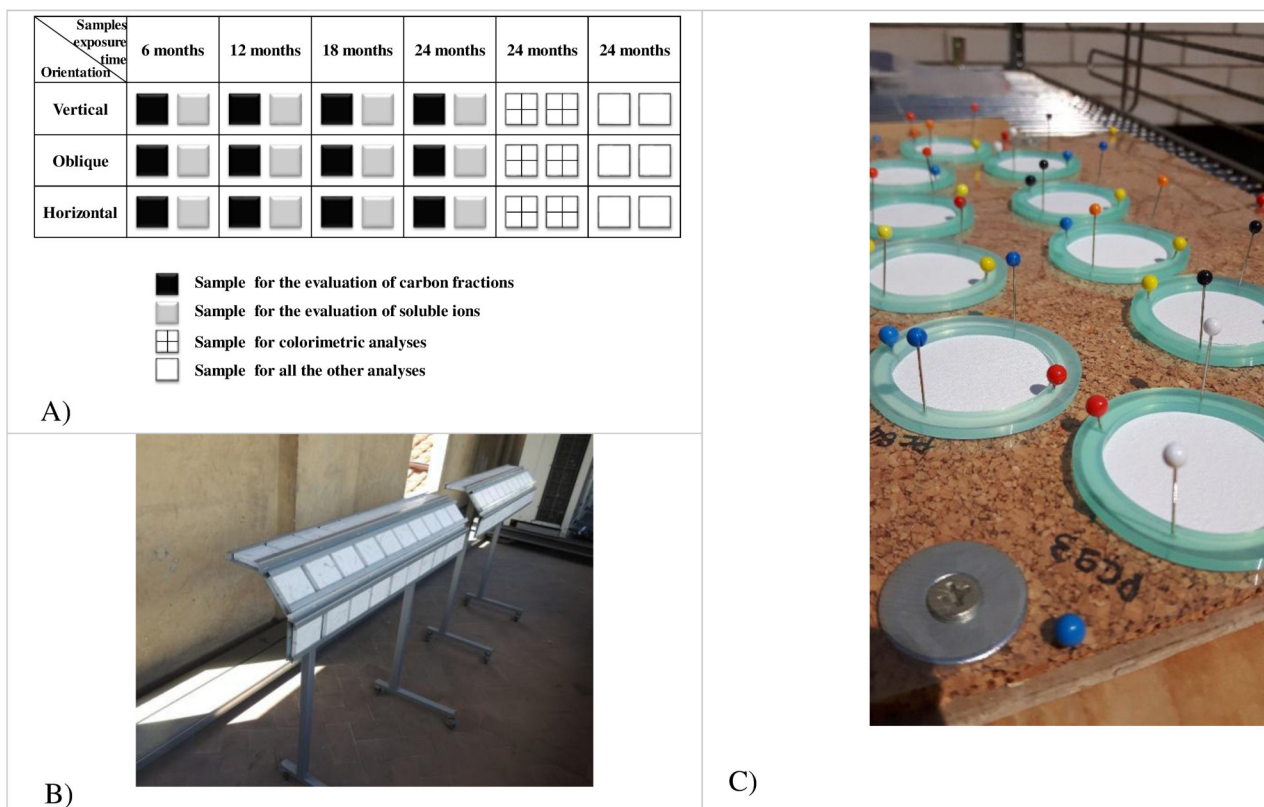 Samples
exposure
time
Orientation
6 months
12 months
18 months
24 months
24 months
24 months
Vertical
Oblique
Horizontal
Sample for the evaluation of carbon fractions
Sample for the evaluation of soluble ions
Sample for colorimetric analyses
Sample for all the other analyses
A)
B)
C)
PC93